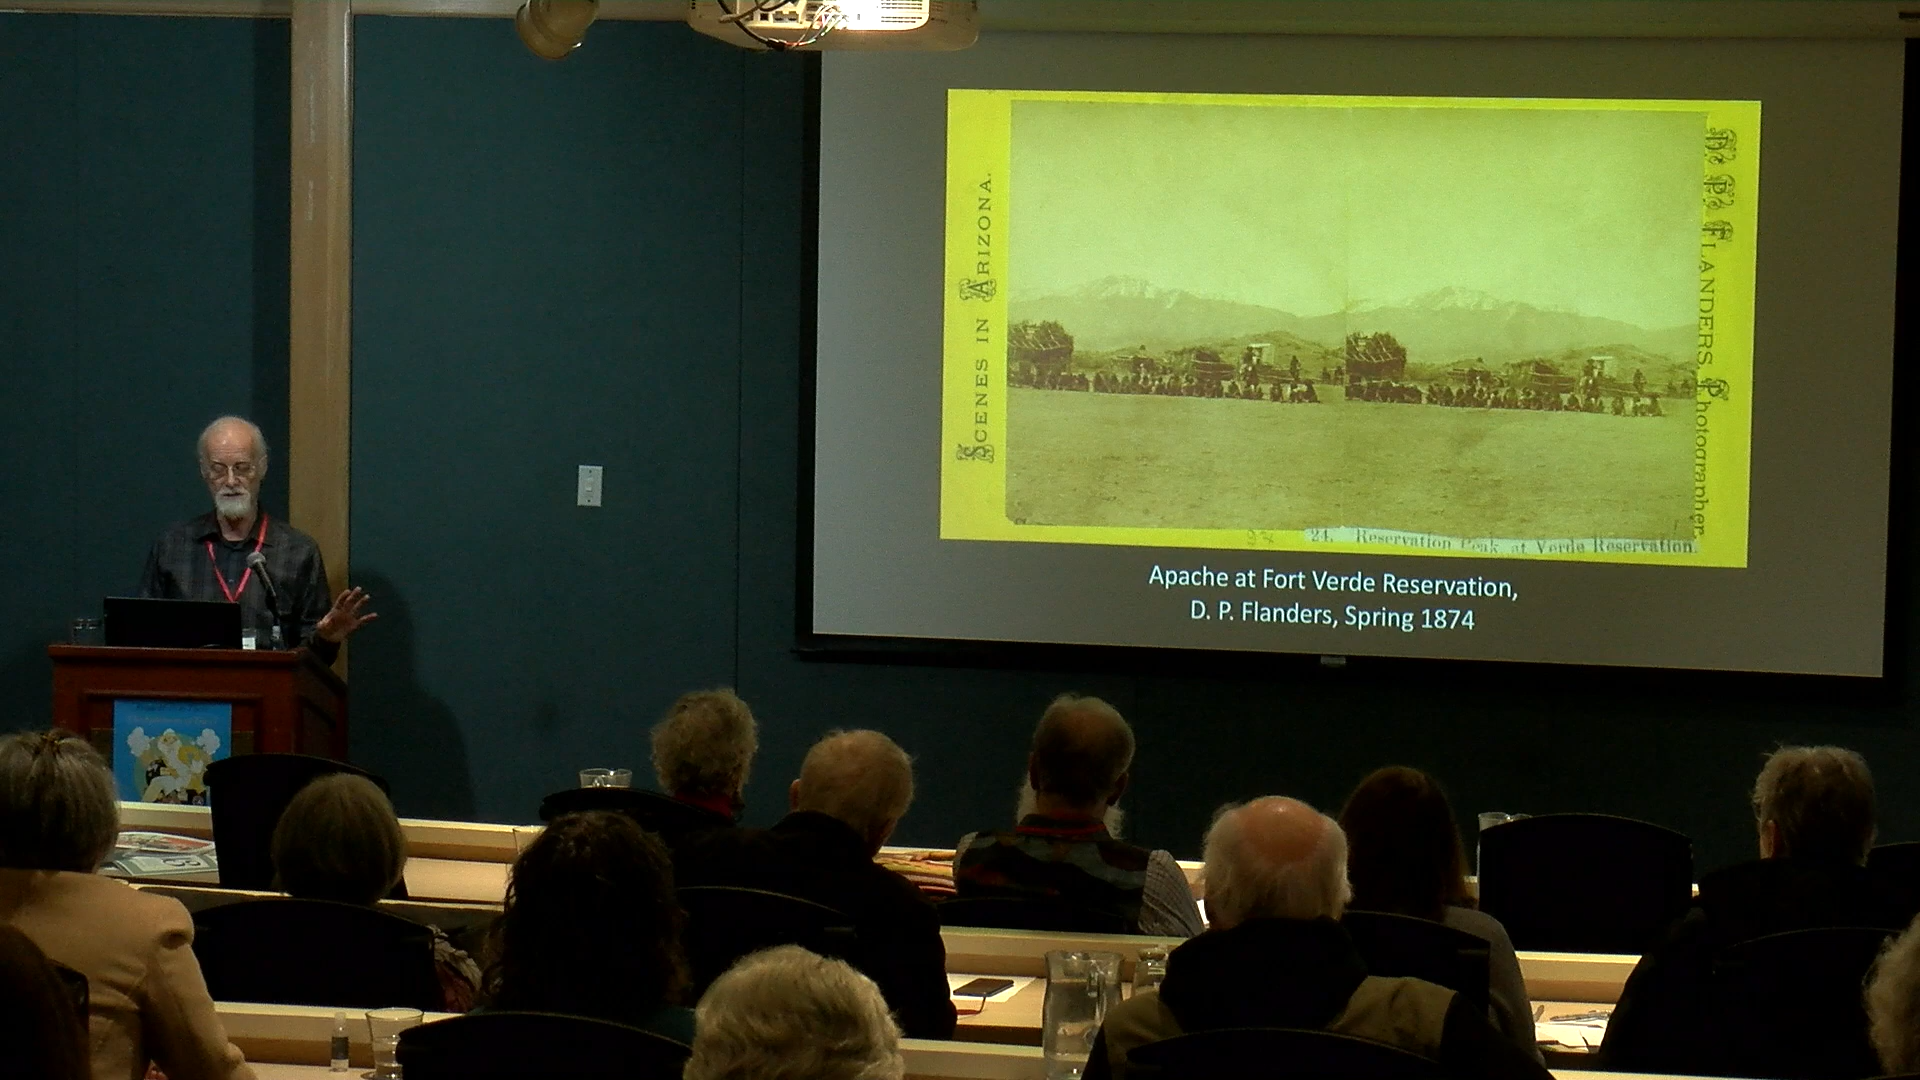 SCENES IN ARIZONA.
D. P. FLANDERS, Photographer.
24. Reservation Peak at Verde Reservation.
Apache at Fort Verde Reservation,
D. P. Flanders, Spring 1874